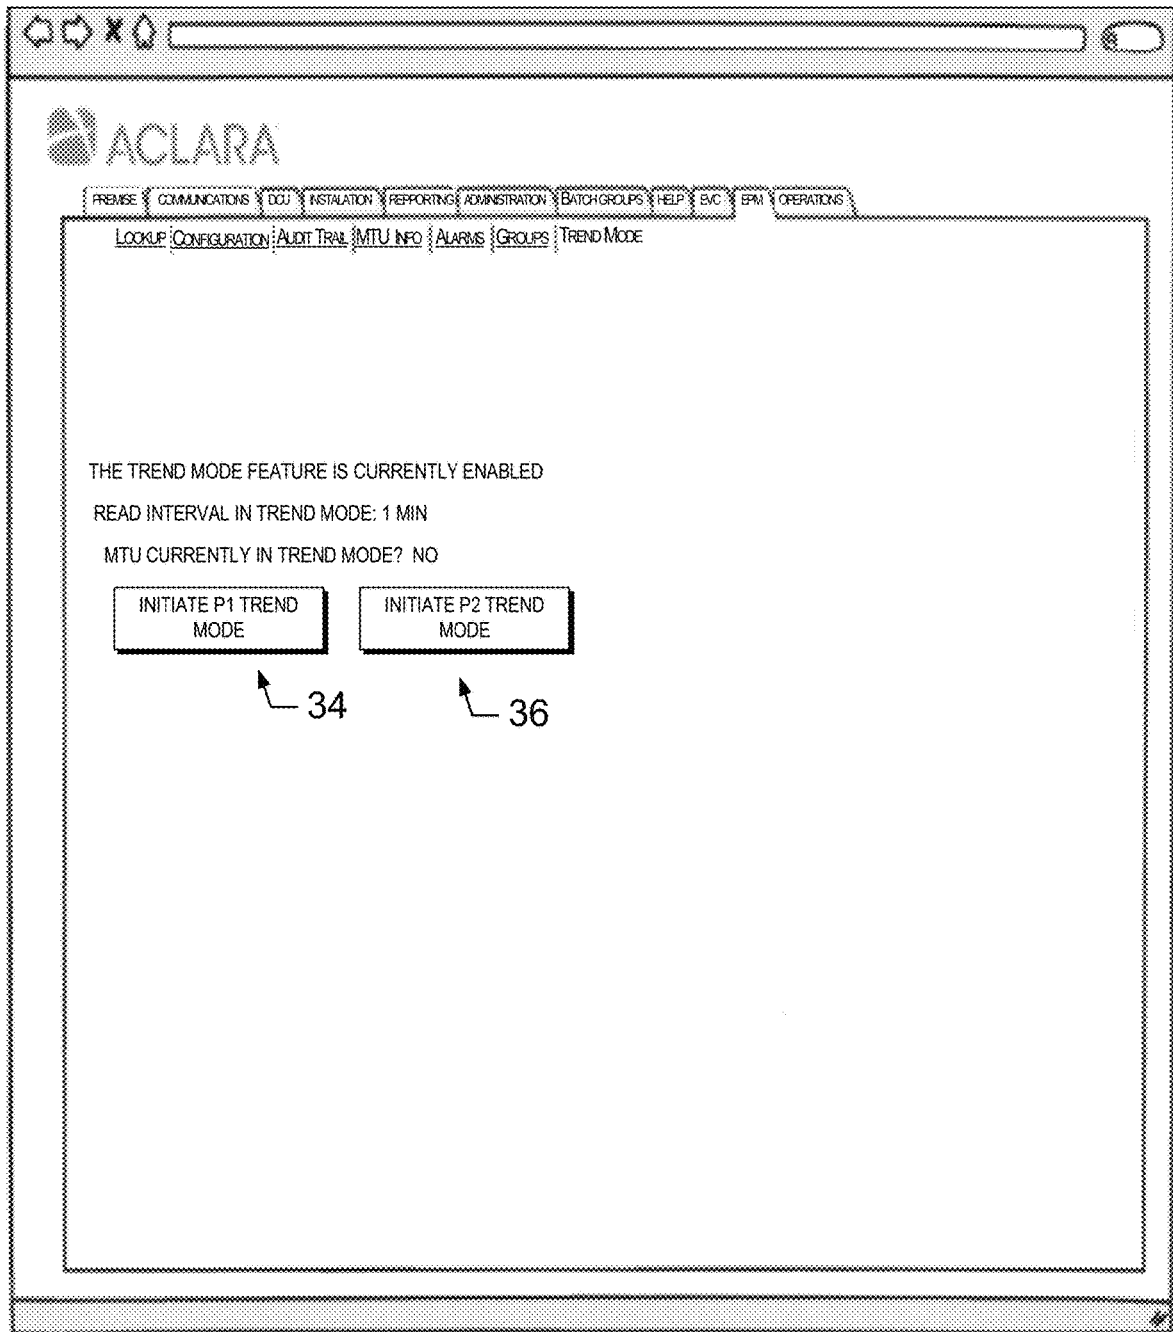 ACLARA
PREMISE COMMUNICATIONS DCU INSTALATION REPPORTING ADMINISTRATION BATCH GROUPS HELP EVC EPM OPERATIONS
LOOKUP CONFIGURATION AUDIT TRAIL MTU INFO ALARMS GROUPS TREND MODE
THE TREND MODE FEATURE IS CURRENTLY ENABLED
READ INTERVAL IN TREND MODE: 1 MIN
MTU CURRENTLY IN TREND MODE? NO
INITIATE P1 TREND
MODE
INITIATE P2 TREND
MODE
34
36